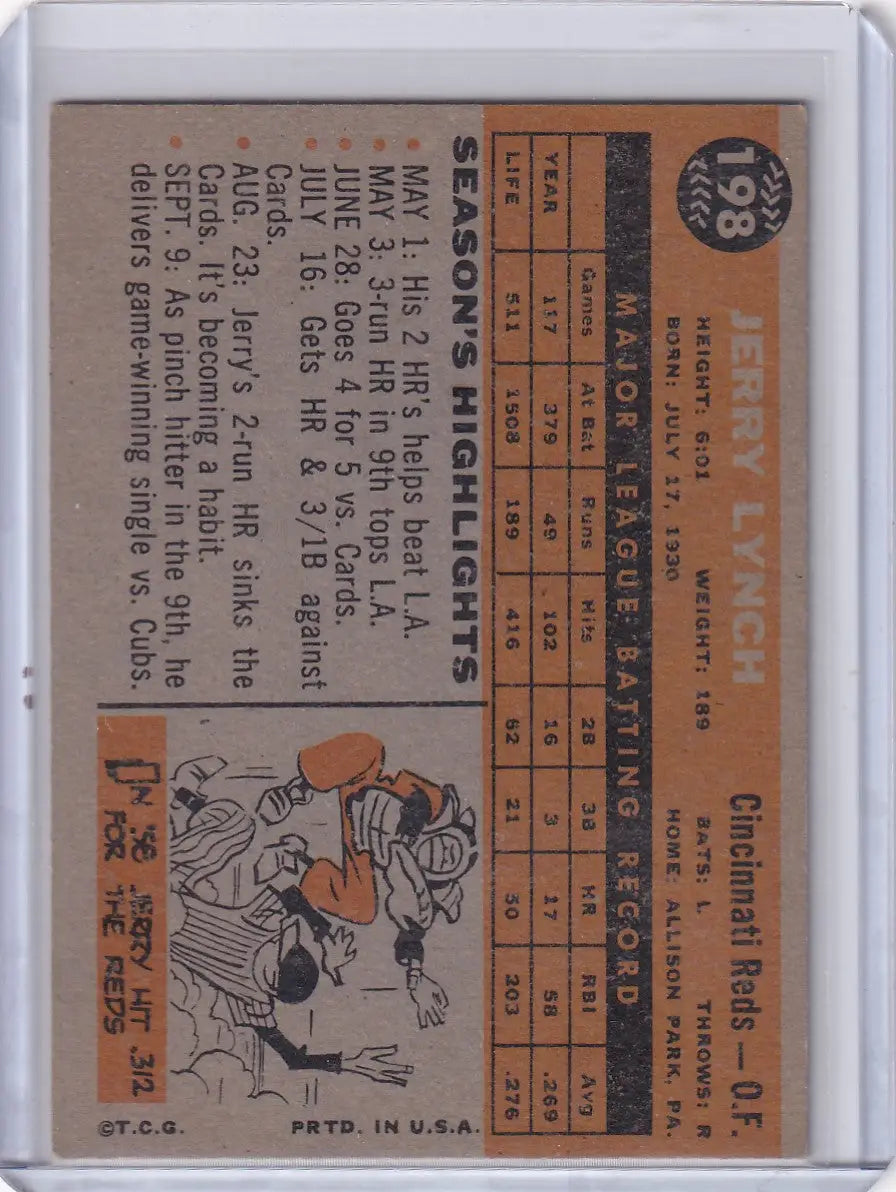 198
JERRY LYNCH Cincinnati Reds — O.F.
HEIGHT: 6:01 WEIGHT: 189 BATS: L THROWS: R
BORN: JULY 17, 1930 HOME: ALLISON PARK, PA.
MAJOR LEAGUE BATTING RECORD
Games At Bat Runs Hits 2B 3B HR RBI Avg
YEAR 117 379 49 102 16 3 17 58 .269
LIFE 511 1508 189 416 62 21 50 203 .276
SEASON'S HIGHLIGHTS
• MAY 1: His 2 HR's helps beat L.A.
• MAY 3: 3-run HR in 9th tops L.A.
• JUNE 28: Goes 4 for 5 vs. Cards.
• JULY 16: Gets HR & 3/1B against
Cards.
• AUG. 23: Jerry's 2-run HR sinks the
Cards. It's becoming a habit.
• SEPT. 9: As pinch hitter in the 9th, he
delivers game-winning single vs. Cubs.
IN '58 JERRY HIT .312
FOR THE REDS
©T.C.G. PRTD. IN U.S.A.